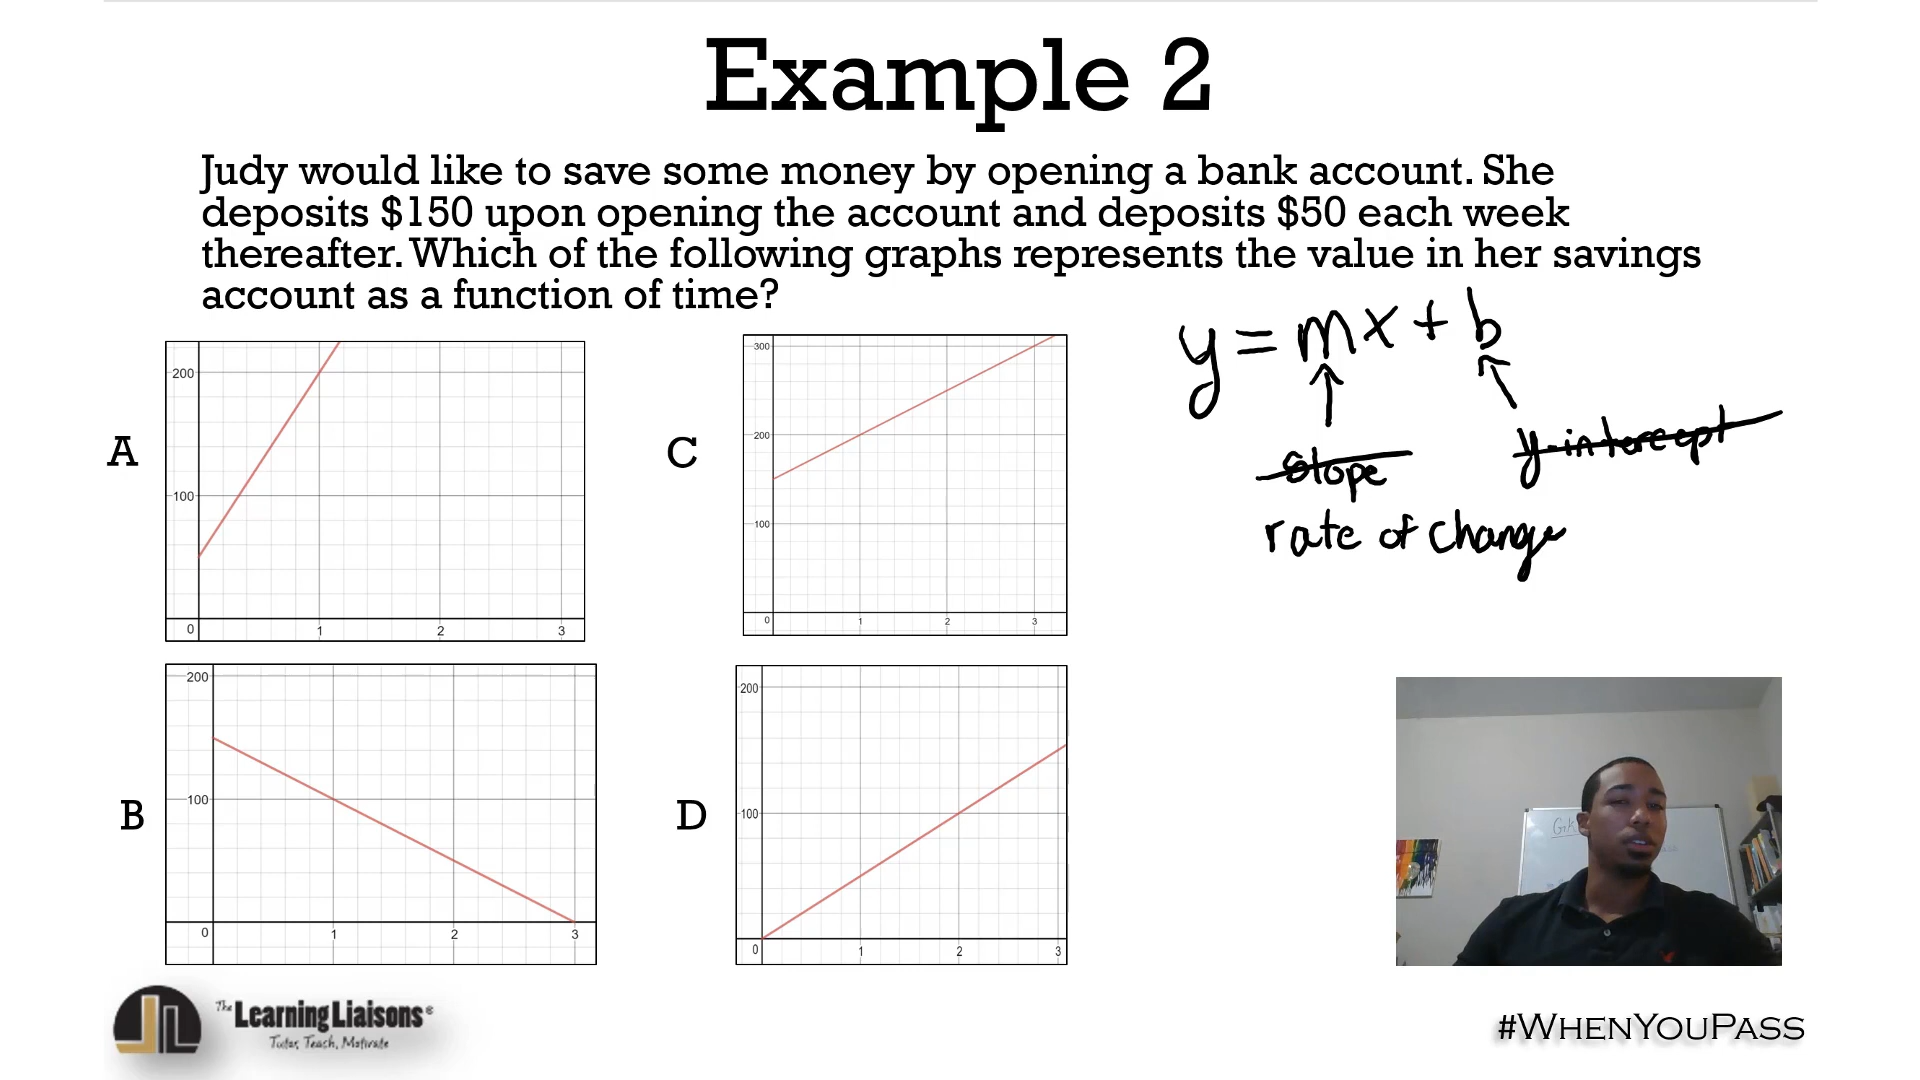 Example 2
Judy would like to save some money by opening a bank account. She
deposits $150 upon opening the account and deposits $50 each week
thereafter. Which of the following graphs represents the value in her savings
account as a function of time?
y = mx + b
slope
y-intercept
rate of change
A
200
100
0 1 2 3
C
300
200
100
0 1 2 3
B
200
100
0 1 2 3
D
200
100
0 1 2 3
GK
JL
The Learning Liaisons®
Tutor, Teach, Motivate
#WHENYOUPASS